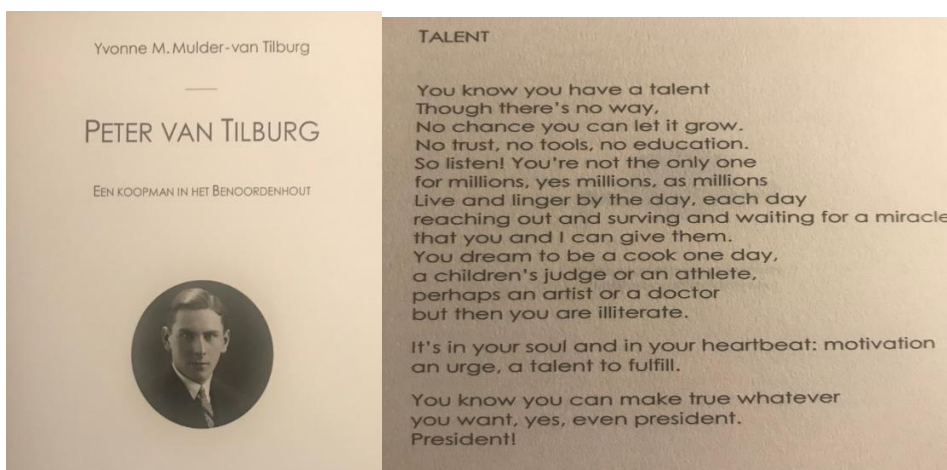 Yvonne M. Mulder-van Tilburg
PETER VAN TILBURG
EEN KOOPMAN IN HET BENOORDENHOUT
TALENT
You know you have a talent
Though there's no way,
No chance you can let it grow.
No trust, no tools, no education.
So listen! You're not the only one
for millions, yes millions, as millions
Live and linger by the day, each day
reaching out and surving and waiting for a miracle
that you and I can give them.
You dream to be a cook one day,
a children's judge or an athlete,
perhaps an artist or a doctor
but then you are illiterate.
It's in your soul and in your heartbeat: motivation
an urge, a talent to fulfill.
You know you can make true whatever
you want, yes, even president.
President!